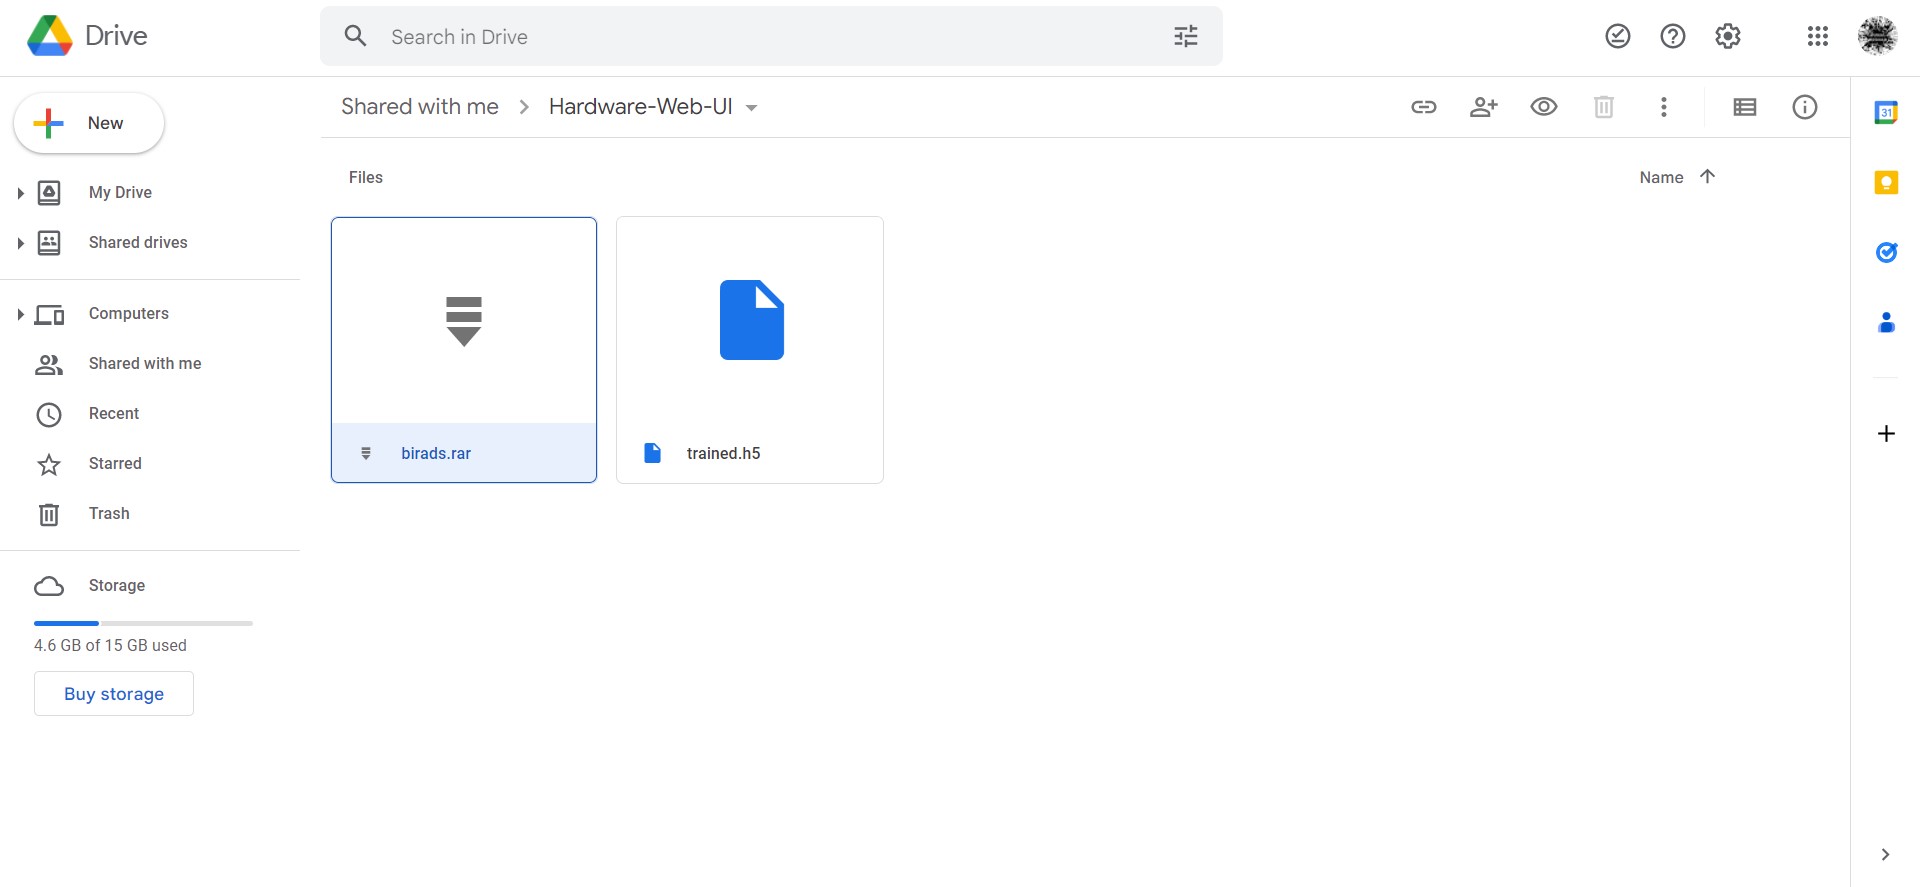 Drive
Search in Drive
New
Shared with me
Hardware-Web-UI
My Drive
Shared drives
Computers
Shared with me
Recent
Starred
Trash
Storage
4.6 GB of 15 GB used
Buy storage
Files
Name
birads.rar
trained.h5
31